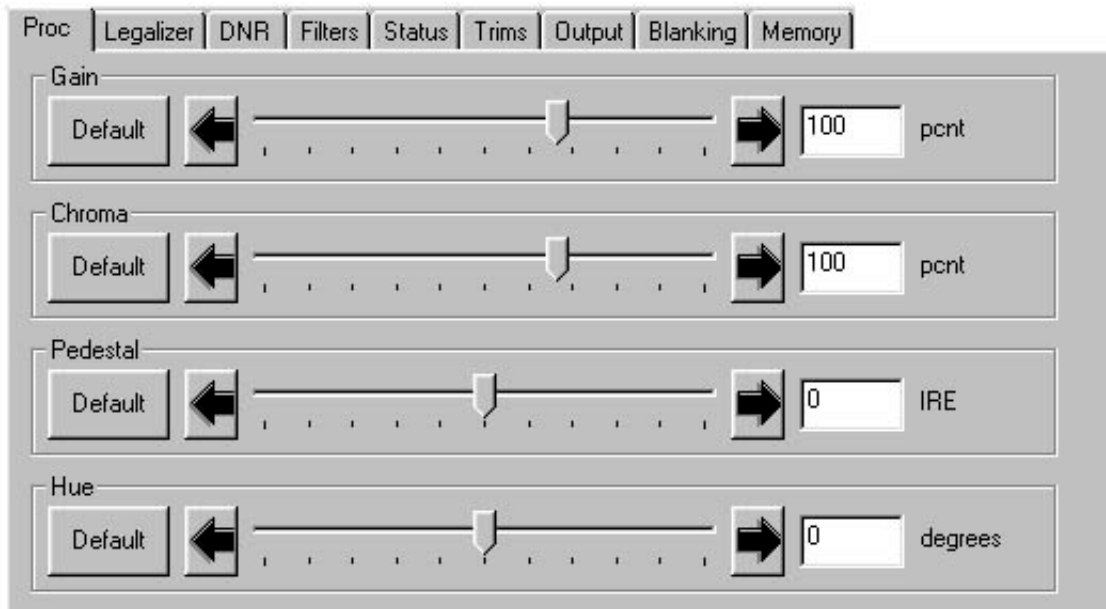 Proc Legalizer DNR Filters Status Trims Output Blanking Memory
Gain
Default 100 pcnt
Chroma
Default 100 pcnt
Pedestal
Default 0 IRE
Hue
Default 0 degrees